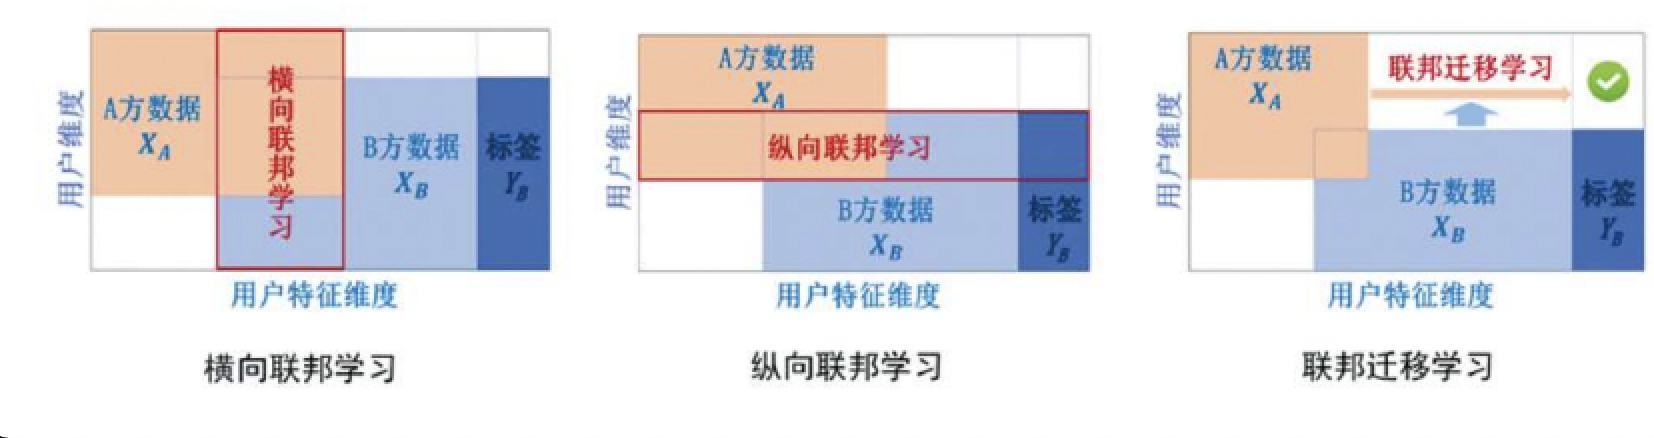 用户维度
A方数据
X_A
横向联邦学习
B方数据
X_B
标签
Y_B
用户特征维度
横向联邦学习
用户维度
A方数据
X_A
纵向联邦学习
B方数据
X_B
标签
Y_B
用户特征维度
纵向联邦学习
用户维度
A方数据
X_A
联邦迁移学习
B方数据
X_B
标签
Y_B
用户特征维度
联邦迁移学习